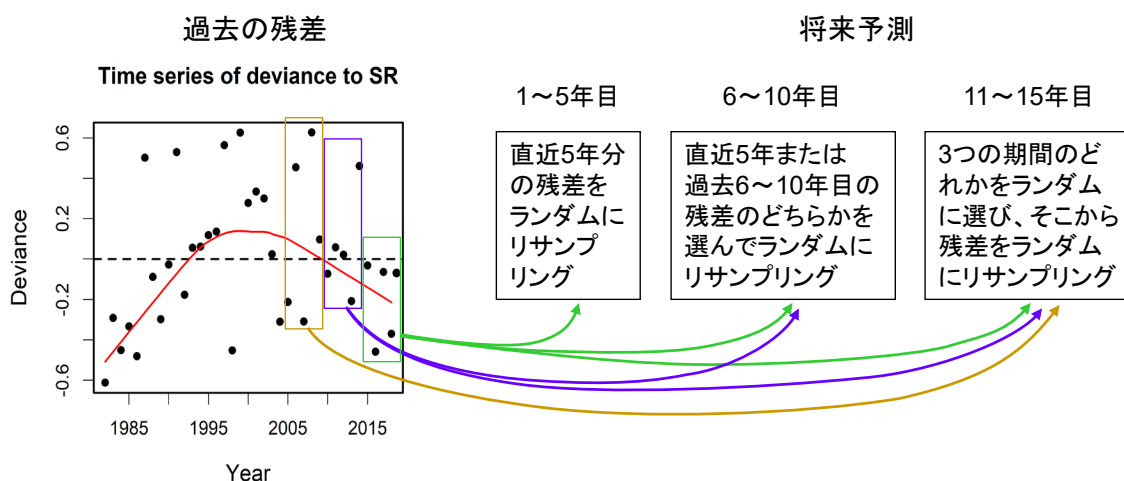 過去の残差
将来予測
Time series of deviance to SR
1～5年目
6～10年目
11～15年目
直近5年分
の残差を
ランダムに
リサンプ
リング
直近5年または
過去6～10年目の
残差のどちらかを
選んでランダムに
リサンプリング
3つの期間のど
れかをランダム
に選び、そこから
残差をランダム
にリサンプリング
Deviance
0.6
0.2
-0.2
-0.6
1985 1995 2005 2015
Year